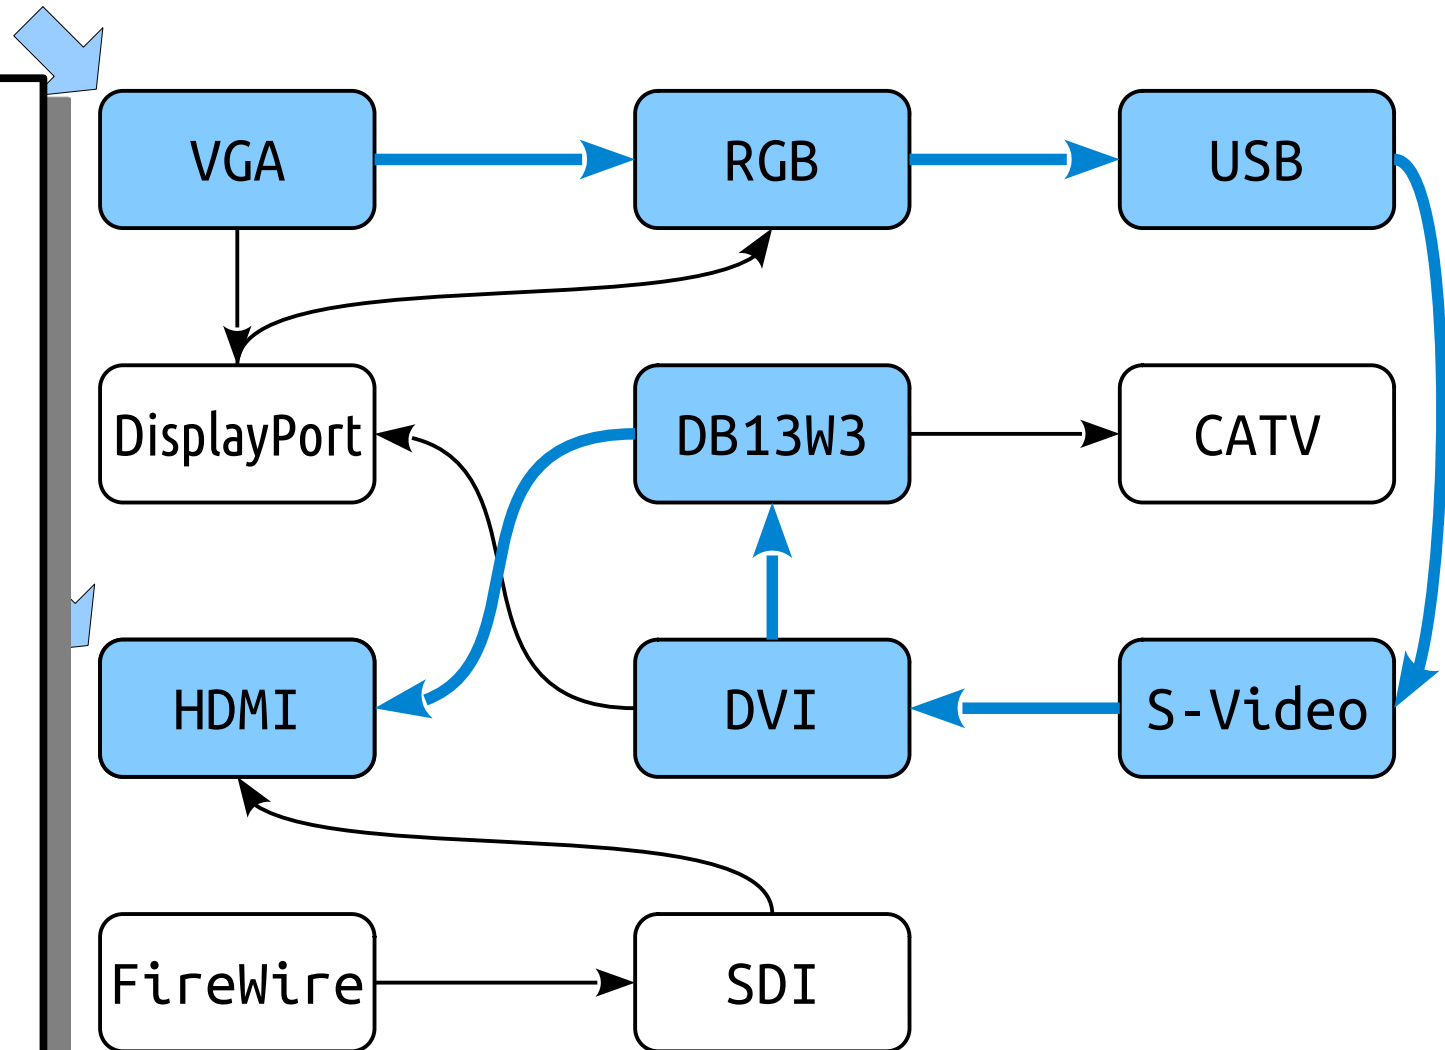 VGA
RGB
USB
DisplayPort
DB13W3
CATV
HDMI
DVI
S-Video
FireWire
SDI